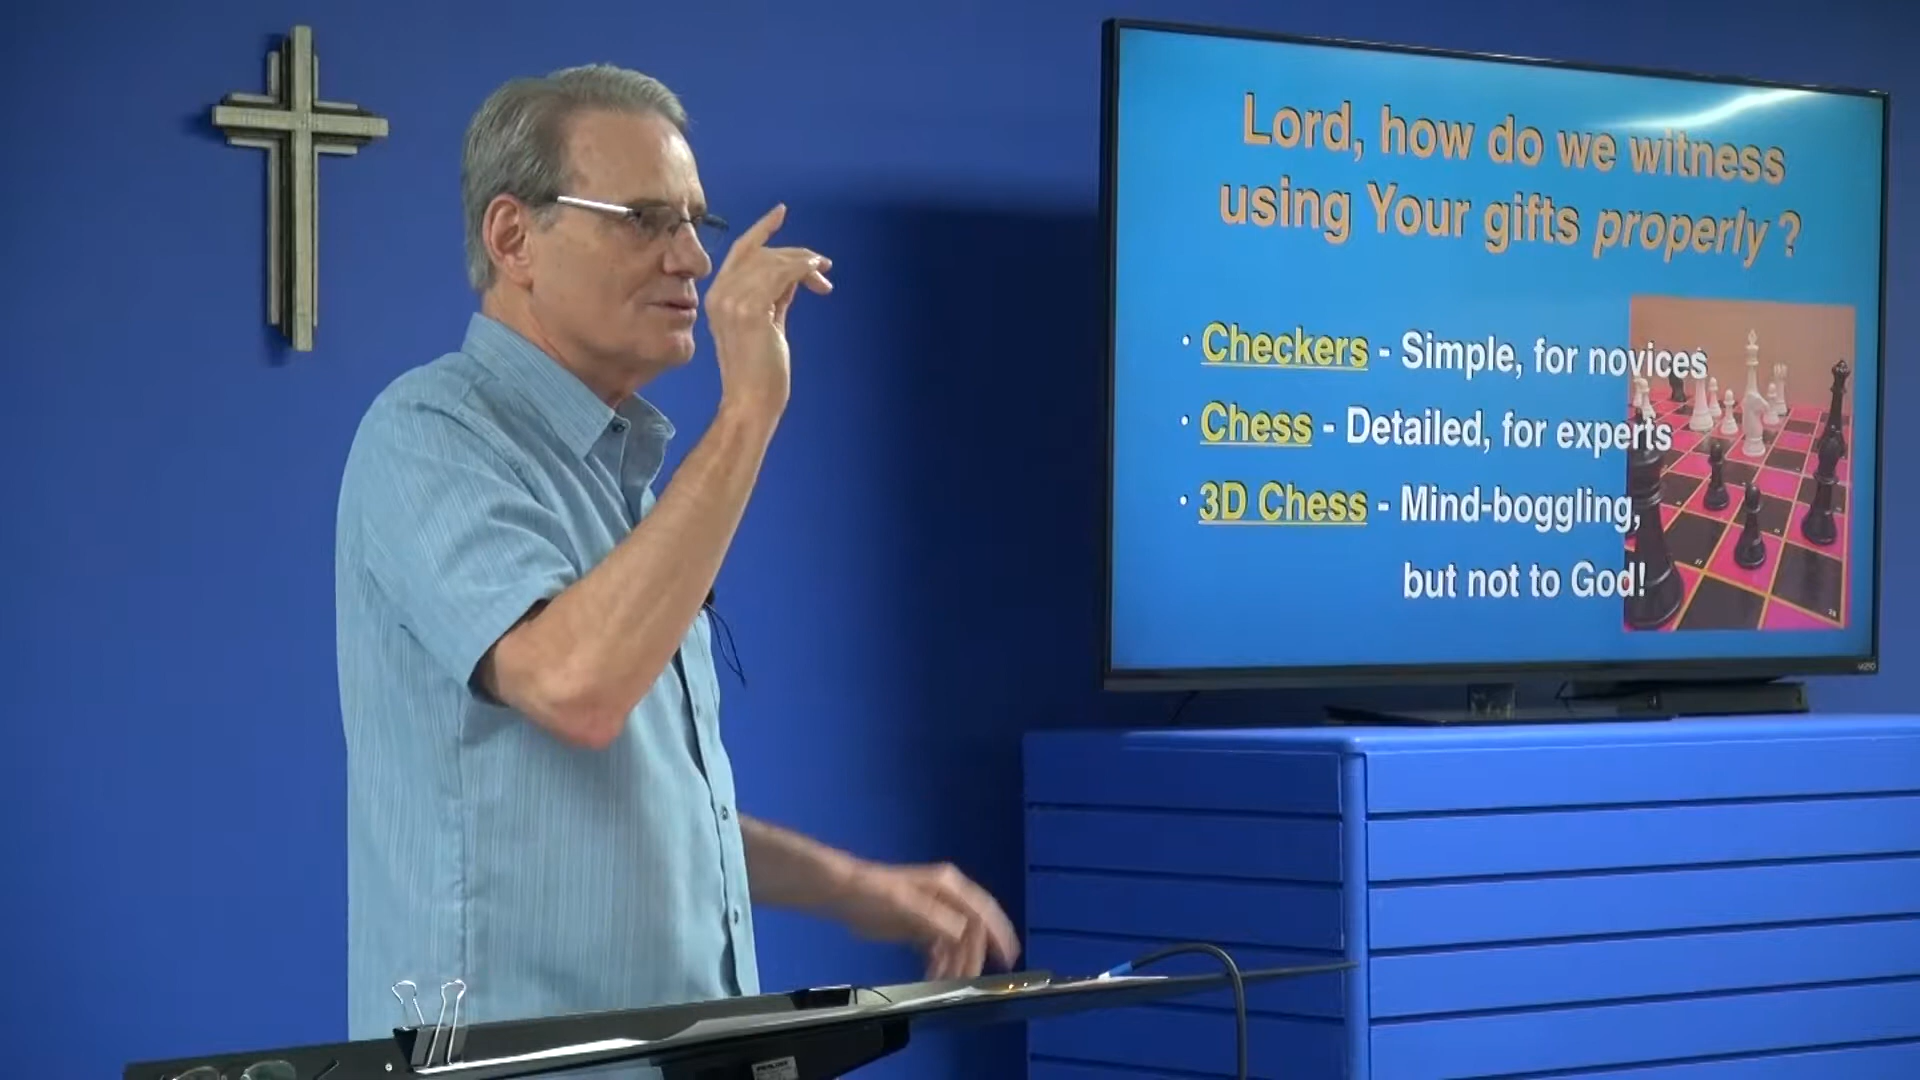 Lord, how do we witness
using Your gifts properly ?
· Checkers - Simple, for novices
· Chess - Detailed, for experts
· 3D Chess - Mind-boggling,
but not to God!
VIZIO